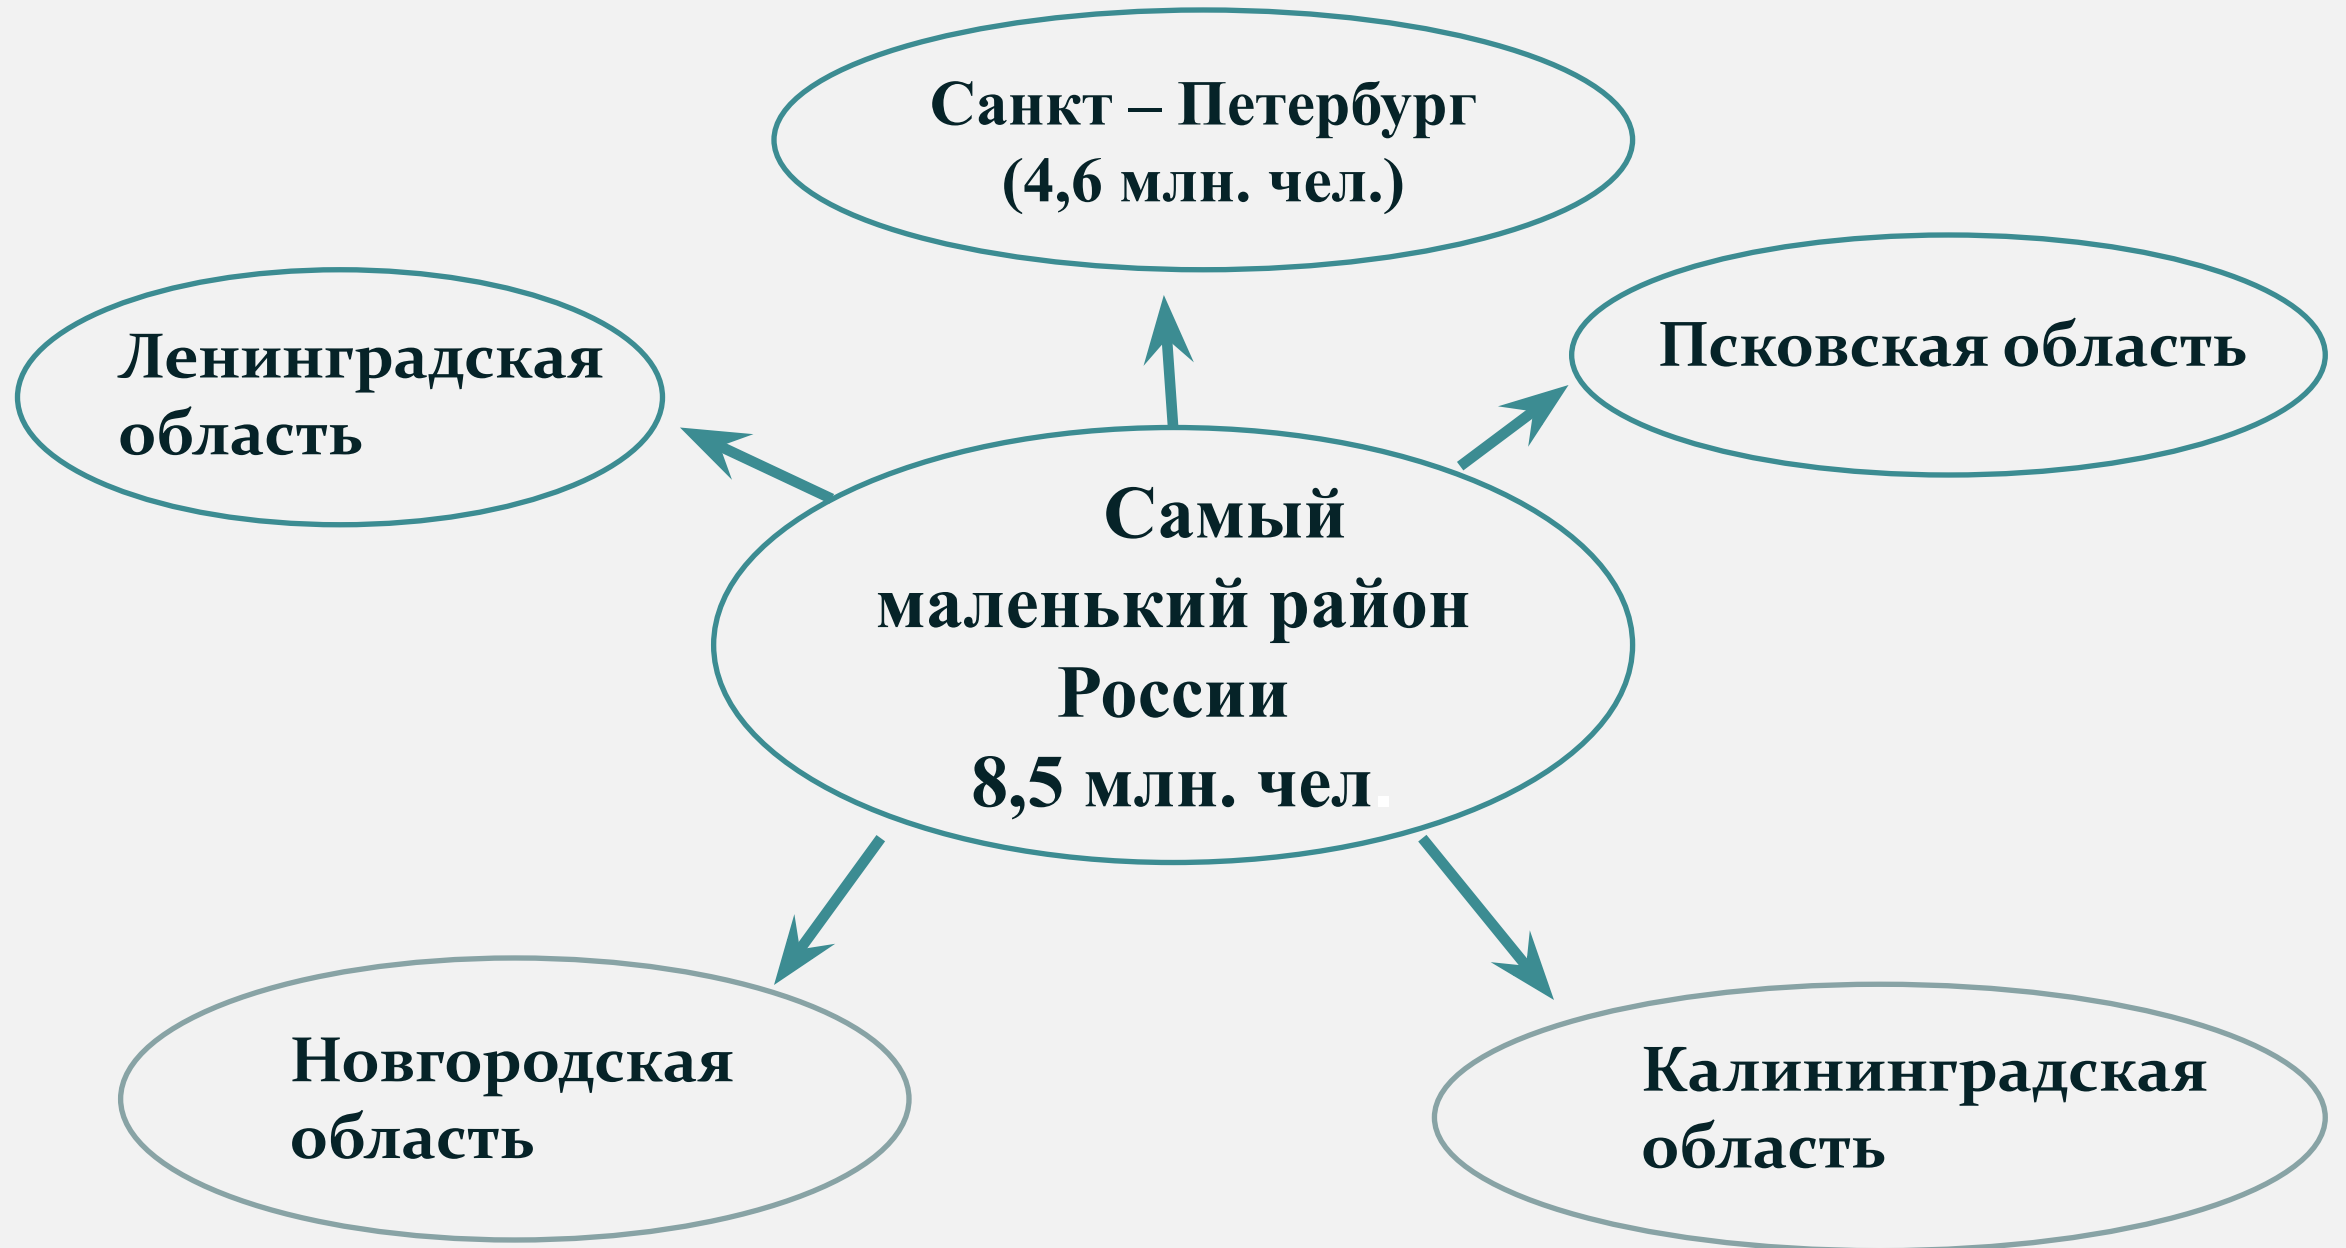 Санкт – Петербург
(4,6 млн. чел.)
Ленинградская
область
Псковская область
Самый
маленький район
России
8,5 млн. чел.
Новгородская
область
Калининградская
область